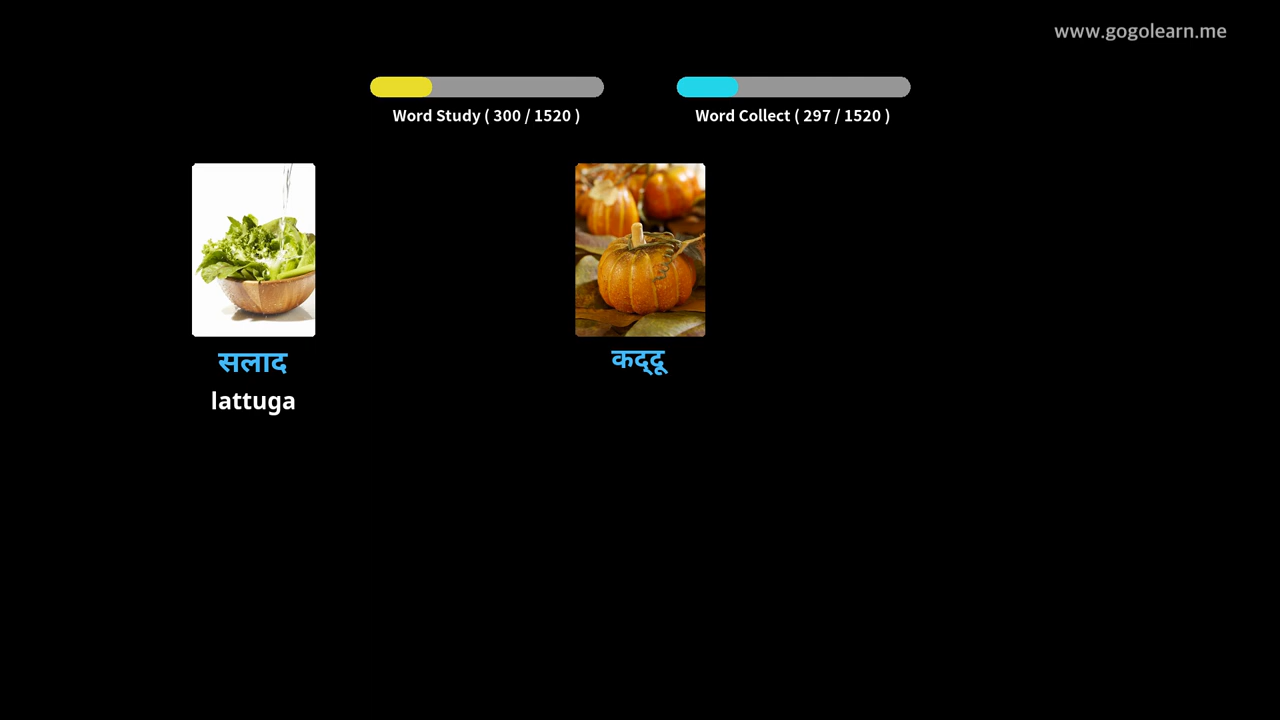 www.gogolearn.me
Word Study ( 300 / 1520 )
Word Collect ( 297 / 1520 )
सलाद
कद्दू
lattuga